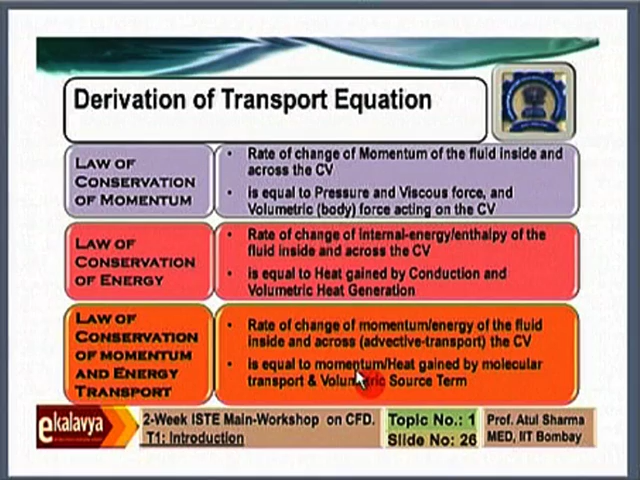 Derivation of Transport Equation
LAW OF
CONSERVATION
OF MOMENTUM
• Rate of change of Momentum of the fluid inside and
across the CV
• is equal to Pressure and Viscous force, and
Volumetric (body) force acting on the CV
LAW OF
CONSERVATION
OF ENERGY
• Rate of change of internal-energy/enthalpy of the
fluid inside and across the CV
• is equal to Heat gained by Conduction and
Volumetric Heat Generation
LAW OF
CONSERVATION
OF MOMENTUM
AND ENERGY
TRANSPORT
• Rate of change of momentum/energy of the fluid
inside and across (advective-transport) the CV
• is equal to momentum/Heat gained by molecular
transport & Volumetric Source Term
ekalavya
2-Week ISTE Main-Workshop on CFD.
T1: Introduction
Topic No.: 1
Slide No: 26
Prof. Atul Sharma
MED, IIT Bombay